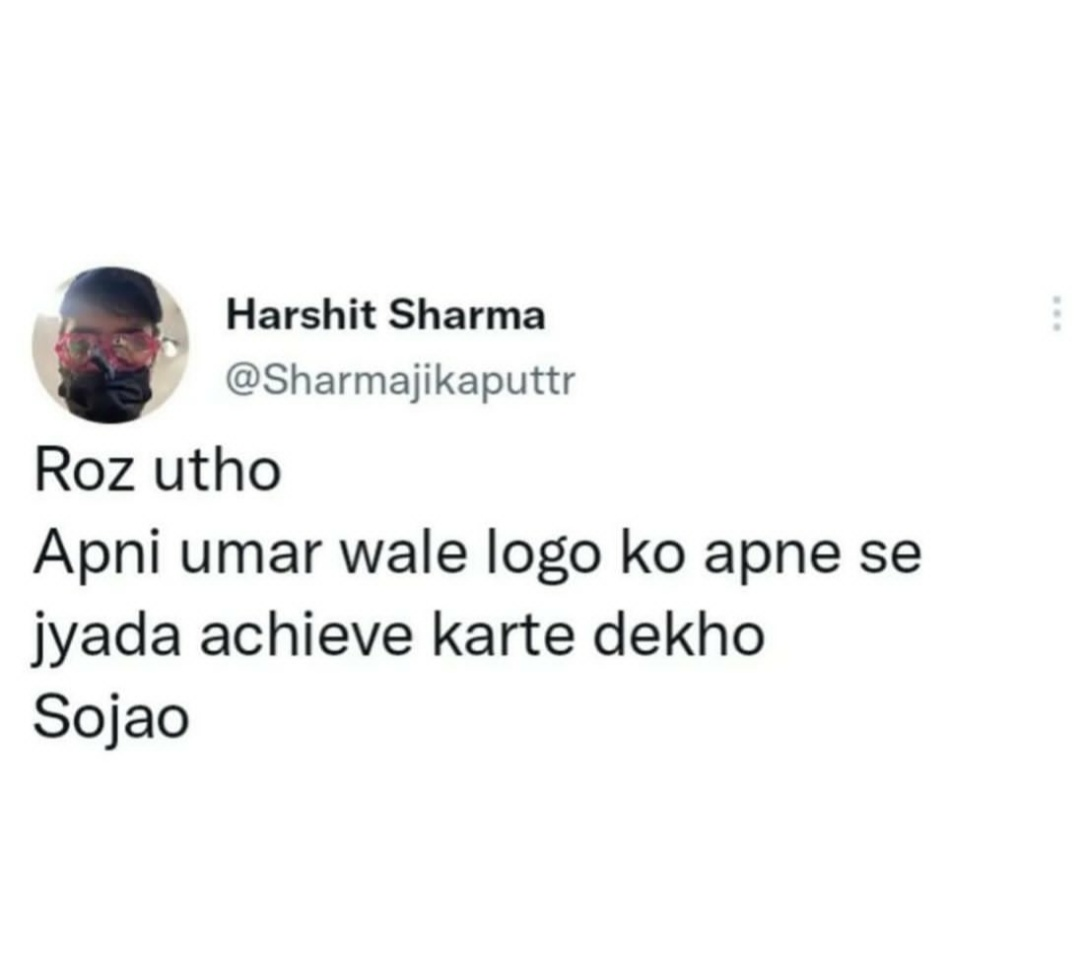 Harshit Sharma
@Sharmajikaputtr
Roz utho
Apni umar wale logo ko apne se
jyada achieve karte dekho
Sojao